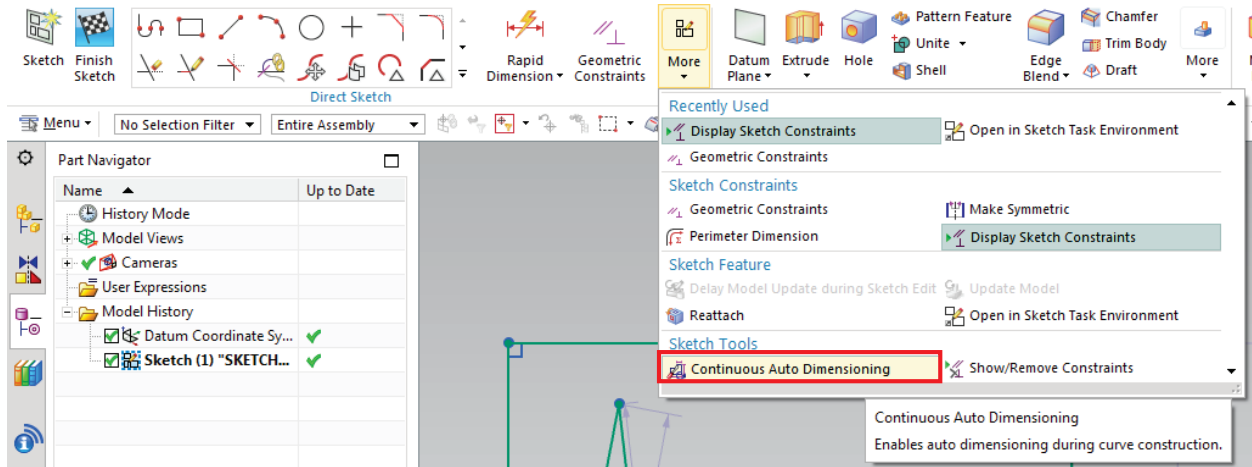 Sketch
Finish
Sketch
Direct Sketch
Rapid
Dimension
Geometric
Constraints
More
Datum
Plane
Extrude
Hole
Pattern Feature
Unite
Shell
Edge
Blend
Chamfer
Trim Body
Draft
More
Menu
No Selection Filter
Entire Assembly
Part Navigator
Name
Up to Date
History Mode
Model Views
Cameras
User Expressions
Model History
Datum Coordinate Sy...
Sketch (1) "SKETCH...
Recently Used
Display Sketch Constraints
Open in Sketch Task Environment
Geometric Constraints
Sketch Constraints
Geometric Constraints
Make Symmetric
Perimeter Dimension
Display Sketch Constraints
Sketch Feature
Delay Model Update during Sketch Edit
Update Model
Reattach
Open in Sketch Task Environment
Sketch Tools
Continuous Auto Dimensioning
Show/Remove Constraints
Continuous Auto Dimensioning
Enables auto dimensioning during curve construction.